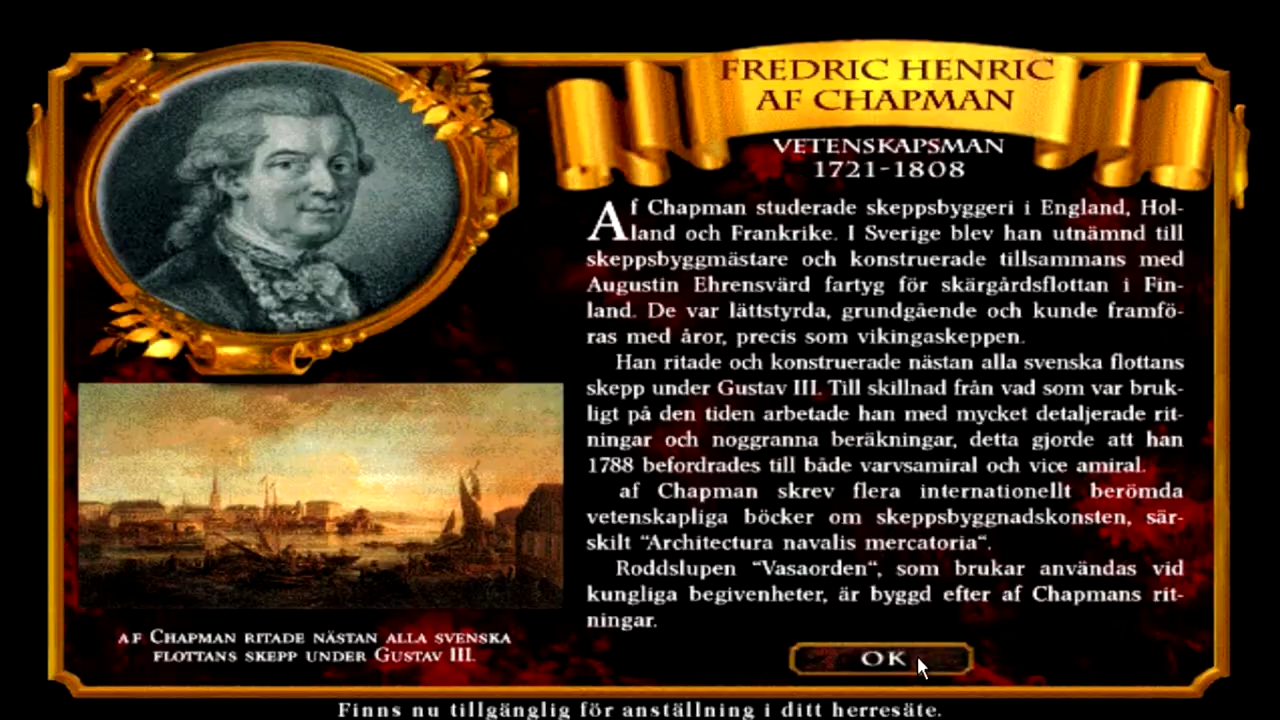 FREDRIC HENRIC
AF CHAPMAN
VETENSKAPSMAN
1721-1808
Af Chapman studerade skeppsbyggeri i England, Hol-
land och Frankrike. I Sverige blev han utnämnd till
skeppsbyggmästare och konstruerade tillsammans med
Augustin Ehrensvärd fartyg för skärgårdsflottan i Fin-
land. De var lättstyrda, grundgående och kunde framfö-
ras med åror, precis som vikingaskeppen.
Han ritade och konstruerade nästan alla svenska flottans
skepp under Gustav III. Till skillnad från vad som var bruk-
ligt på den tiden arbetade han med mycket detaljerade rit-
ningar och noggranna beräkningar, detta gjorde att han
1788 befordrades till både varvsamiral och vice amiral.
af Chapman skrev flera internationellt berömda
vetenskapliga böcker om skeppsbyggnadskonsten, sär-
skilt “Architectura navalis mercatoria“.
Roddslupen “Vasaorden“, som brukar användas vid
kungliga begivenheter, är byggd efter af Chapmans rit-
ningar.
AF CHAPMAN RITADE NÄSTAN ALLA SVENSKA
FLOTTANS SKEPP UNDER GUSTAV III.
OK
Finns nu tillgänglig för anställning i ditt herresäte.